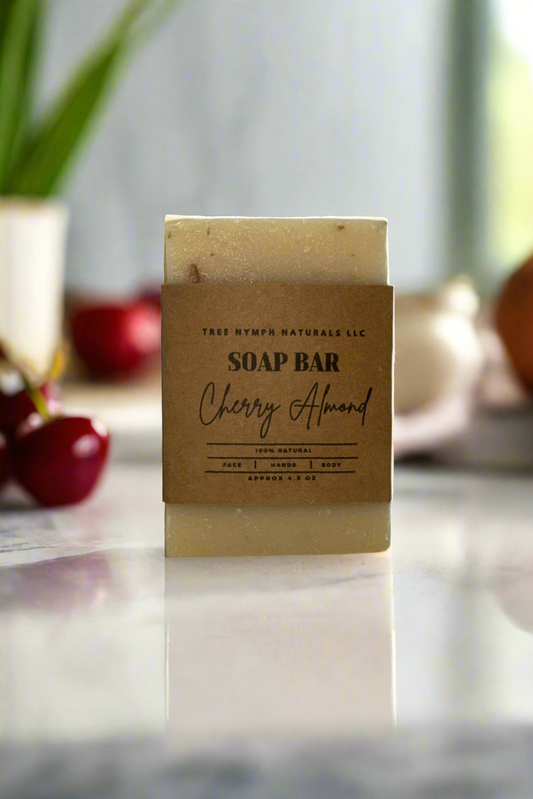 TREE NYMPH NATURALS LLC
SOAP BAR
Cherry Almond
100% NATURAL
FACE | HANDS | BODY
APPROX 4.5 OZ